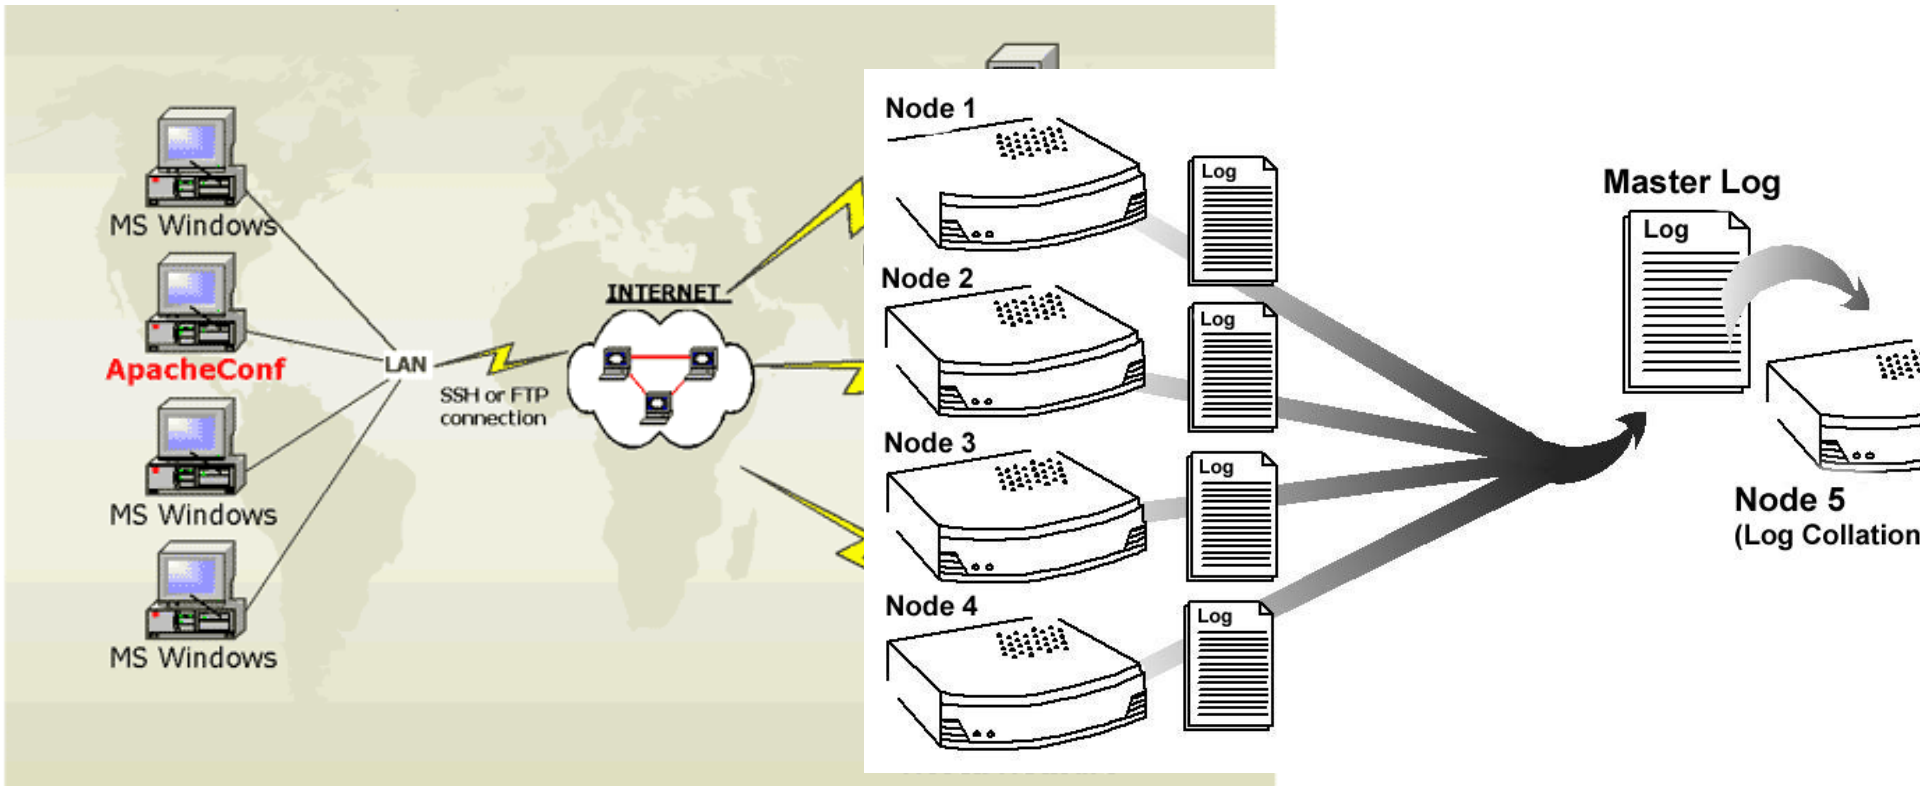 MS Windows
ApacheConf
MS Windows
MS Windows
LAN
SSH or FTP
connection
INTERNET
Node 1
Log
Node 2
Log
Node 3
Log
Node 4
Log
Master Log
Log
Node 5
(Log Collation